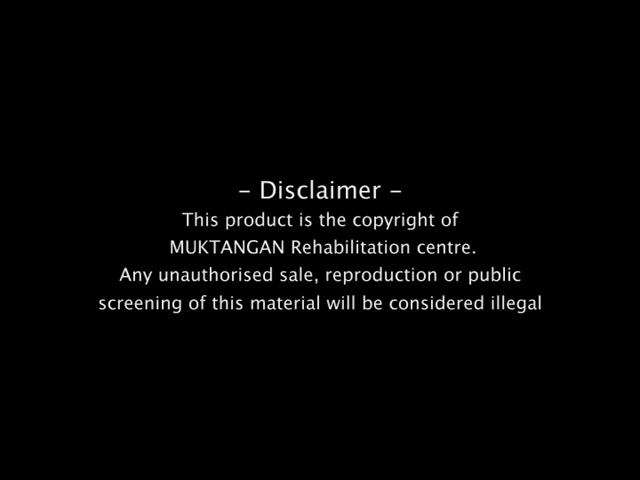 – Disclaimer –
This product is the copyright of
MUKTANGAN Rehabilitation centre.
Any unauthorised sale, reproduction or public
screening of this material will be considered illegal